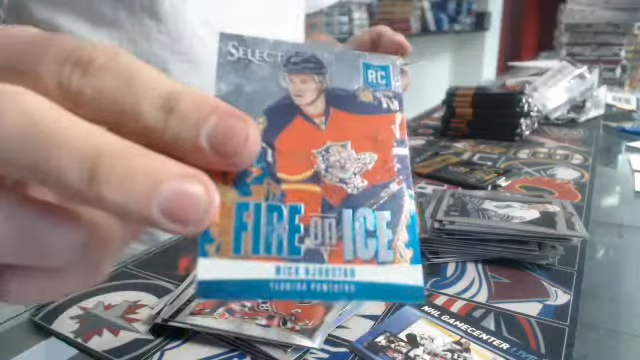 SELECT
RC
FIRE on ICE
NICK BJUGSTAD
FLORIDA PANTHERS
NHL GAMECENTER